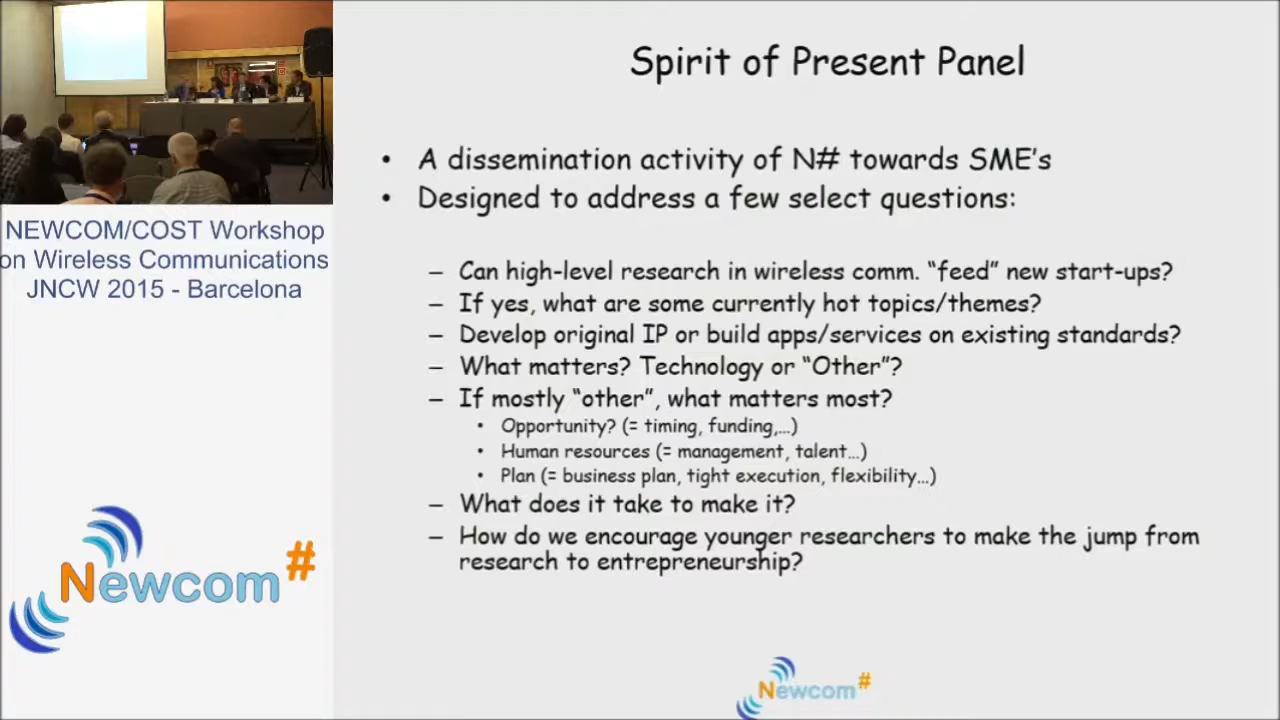 NEWCOM/COST Workshop
on Wireless Communications
JNCW 2015 - Barcelona
Newcom#
Spirit of Present Panel
• A dissemination activity of N# towards SME's
• Designed to address a few select questions:
– Can high-level research in wireless comm. “feed” new start-ups?
– If yes, what are some currently hot topics/themes?
– Develop original IP or build apps/services on existing standards?
– What matters? Technology or “Other”?
– If mostly “other”, what matters most?
• Opportunity? (= timing, funding,…)
• Human resources (= management, talent…)
• Plan (= business plan, tight execution, flexibility…)
– What does it take to make it?
– How do we encourage younger researchers to make the jump from
research to entrepreneurship?
Newcom#